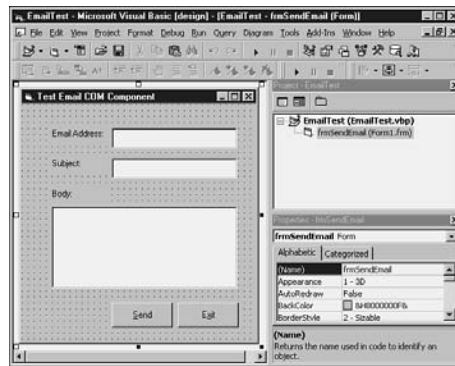 EmailTest - Microsoft Visual Basic [design] - [EmailTest - frmSendEmail (Form)]
File Edit View Project Format Debug Run Query Diagram Tools Add-Ins Window Help
Test Email COM Component
Email Address:
Subject:
Body:
Send
Exit
Project - EmailTest
EmailTest (EmailTest.vbp)
frmSendEmail (Form1.frm)
Properties - frmSendEmail
frmSendEmail Form
Alphabetic Categorized
(Name) frmSendEmail
Appearance 1 - 3D
AutoRedraw False
BackColor &H8000000F&
BorderStyle 2 - Sizable
(Name)
Returns the name used in code to identify an
object.